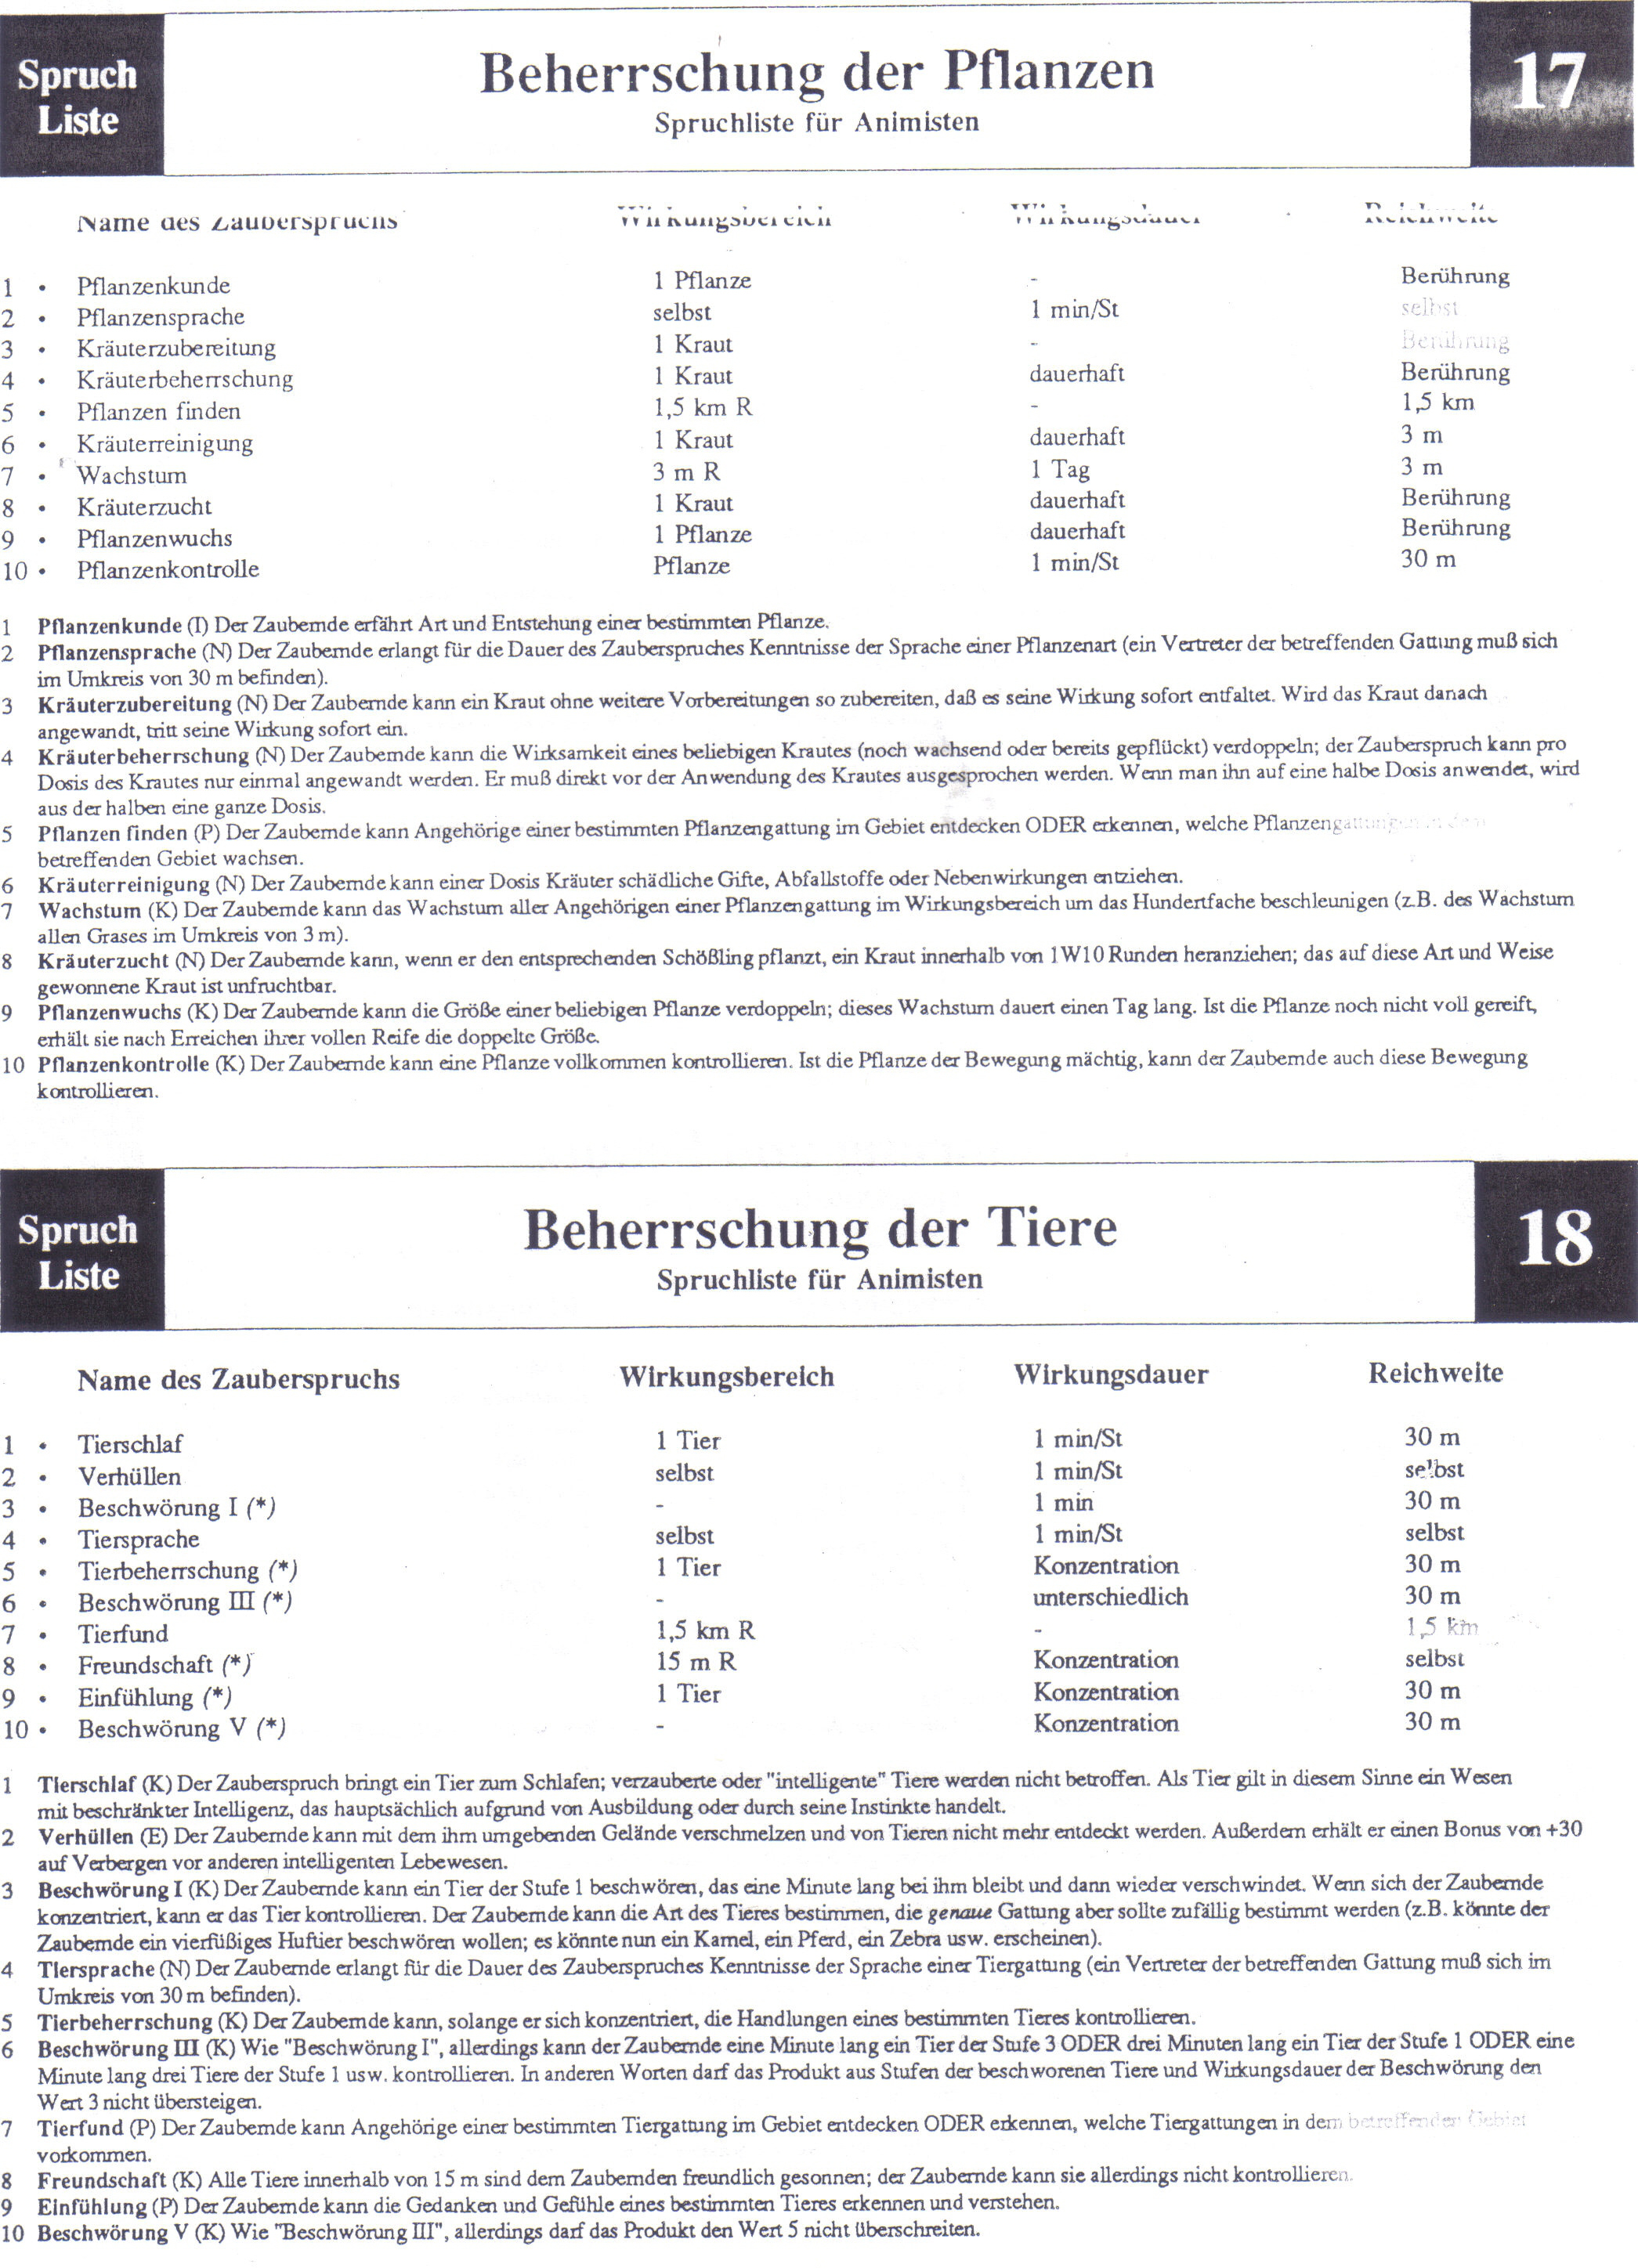 Spruch
Liste
Beherrschung der Pflanzen
Spruchliste für Animisten
17
Name des Zauberspruchs Wirkungsbereich Wirkungsdauer Reichweite
1 • Pflanzenkunde 1 Pflanze - Berührung
2 • Pflanzensprache selbst 1 min/St selbst
3 • Kräuterzubereitung 1 Kraut - Berührung
4 • Kräuterbeherrschung 1 Kraut dauerhaft Berührung
5 • Pflanzen finden 1,5 km R - 1,5 km
6 • Kräuterreinigung 1 Kraut dauerhaft 3 m
7 • Wachstum 3 m R 1 Tag 3 m
8 • Kräuterzucht 1 Kraut dauerhaft Berührung
9 • Pflanzenwuchs 1 Pflanze dauerhaft Berührung
10 • Pflanzenkontrolle Pflanze 1 min/St 30 m
1 Pflanzenkunde (I) Der Zaubernde erfährt Art und Entstehung einer bestimmten Pflanze.
2 Pflanzensprache (N) Der Zaubernde erlangt für die Dauer des Zauberspruches Kenntnisse der Sprache einer Pflanzenart (ein Vertreter der betreffenden Gattung muß sich
im Umkreis von 30 m befinden).
3 Kräuterzubereitung (N) Der Zaubernde kann ein Kraut ohne weitere Vorbereitungen so zubereiten, daß es seine Wirkung sofort entfaltet. Wird das Kraut danach
angewandt, tritt seine Wirkung sofort ein.
4 Kräuterbeherrschung (N) Der Zaubernde kann die Wirksamkeit eines beliebigen Krautes (noch wachsend oder bereits gepflückt) verdoppeln; der Zauberspruch kann pro
Dosis des Krautes nur einmal angewandt werden. Er muß direkt vor der Anwendung des Krautes ausgesprochen werden. Wenn man ihn auf eine halbe Dosis anwendet, wird
aus der halben eine ganze Dosis.
5 Pflanzen finden (P) Der Zaubernde kann Angehörige einer bestimmten Pflanzengattung im Gebiet entdecken ODER erkennen, welche Pflanzengattungen in dem
betreffenden Gebiet wachsen.
6 Kräuterreinigung (N) Der Zaubernde kann einer Dosis Kräuter schädliche Gifte, Abfallstoffe oder Nebenwirkungen entziehen.
7 Wachstum (K) Der Zaubernde kann das Wachstum aller Angehörigen einer Pflanzengattung im Wirkungsbereich um das Hundertfache beschleunigen (z.B. des Wachstum
allen Grases im Umkreis von 3 m).
8 Kräuterzucht (N) Der Zaubernde kann, wenn er den entsprechenden Schößling pflanzt, ein Kraut innerhalb von 1W10 Runden heranziehen; das auf diese Art und Weise
gewonnene Kraut ist unfruchtbar.
9 Pflanzenwuchs (K) Der Zaubernde kann die Größe einer beliebigen Pflanze verdoppeln; dieses Wachstum dauert einen Tag lang. Ist die Pflanze noch nicht voll gereift,
erhält sie nach Erreichen ihrer vollen Reife die doppelte Größe.
10 Pflanzenkontrolle (K) Der Zaubernde kann eine Pflanze vollkommen kontrollieren. Ist die Pflanze der Bewegung mächtig, kann der Zaubernde auch diese Bewegung
kontrollieren.
Spruch
Liste
Beherrschung der Tiere
Spruchliste für Animisten
18
Name des Zauberspruchs Wirkungsbereich Wirkungsdauer Reichweite
1 • Tierschlaf 1 Tier 1 min/St 30 m
2 • Verhüllen selbst 1 min/St selbst
3 • Beschwörung I (*) - 1 min 30 m
4 • Tiersprache selbst 1 min/St selbst
5 • Tierbeherrschung (*) 1 Tier Konzentration 30 m
6 • Beschwörung III (*) - unterschiedlich 30 m
7 • Tierfund 1,5 km R - 1,5 km
8 • Freundschaft (*) 15 m R Konzentration selbst
9 • Einfühlung (*) 1 Tier Konzentration 30 m
10 • Beschwörung V (*) - Konzentration 30 m
1 Tierschlaf (K) Der Zauberspruch bringt ein Tier zum Schlafen; verzauberte oder "intelligente" Tiere werden nicht betroffen. Als Tier gilt in diesem Sinne ein Wesen
mit beschränkter Intelligenz, das hauptsächlich aufgrund von Ausbildung oder durch seine Instinkte handelt.
2 Verhüllen (E) Der Zaubernde kann mit dem ihm umgebenden Gelände verschmelzen und von Tieren nicht mehr entdeckt werden. Außerdem erhält er einen Bonus von +30
auf Verbergen vor anderen intelligenten Lebewesen.
3 Beschwörung I (K) Der Zaubernde kann ein Tier der Stufe 1 beschwören, das eine Minute lang bei ihm bleibt und dann wieder verschwindet. Wenn sich der Zaubernde
konzentriert, kann er das Tier kontrollieren. Der Zaubernde kann die Art des Tieres bestimmen, die genaue Gattung aber sollte zufällig bestimmt werden (z.B. könnte der
Zaubernde ein vierfüßiges Huftier beschwören wollen; es könnte nun ein Kamel, ein Pferd, ein Zebra usw. erscheinen).
4 Tiersprache (N) Der Zaubernde erlangt für die Dauer des Zauberspruches Kenntnisse der Sprache einer Tiergattung (ein Vertreter der betreffenden Gattung muß sich im
Umkreis von 30 m befinden).
5 Tierbeherrschung (K) Der Zaubernde kann, solange er sich konzentriert, die Handlungen eines bestimmten Tieres kontrollieren.
6 Beschwörung III (K) Wie "Beschwörung I", allerdings kann der Zaubernde eine Minute lang ein Tier der Stufe 3 ODER drei Minuten lang ein Tier der Stufe 1 ODER eine
Minute lang drei Tiere der Stufe 1 usw. kontrollieren. In anderen Worten darf das Produkt aus Stufen der beschworenen Tiere und Wirkungsdauer der Beschwörung den
Wert 3 nicht übersteigen.
7 Tierfund (P) Der Zaubernde kann Angehörige einer bestimmten Tiergattung im Gebiet entdecken ODER erkennen, welche Tiergattungen in dem betreffenden Gebiet
vorkommen.
8 Freundschaft (K) Alle Tiere innerhalb von 15 m sind dem Zaubernden freundlich gesonnen; der Zaubernde kann sie allerdings nicht kontrollieren.
9 Einfühlung (P) Der Zaubernde kann die Gedanken und Gefühle eines bestimmten Tieres erkennen und verstehen.
10 Beschwörung V (K) Wie "Beschwörung III", allerdings darf das Produkt den Wert 5 nicht überschreiten.